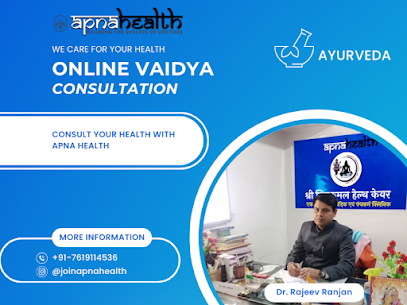 apnahealth
WE CARE FOR YOUR HEALTH
ONLINE VAIDYA
CONSULTATION
AYURVEDA
CONSULT YOUR HEALTH WITH
APNA HEALTH
MORE INFORMATION
+91-7619114536
@joinapnahealth
apnahealth
हेल्थ केयर
Dr. Rajeev Ranjan